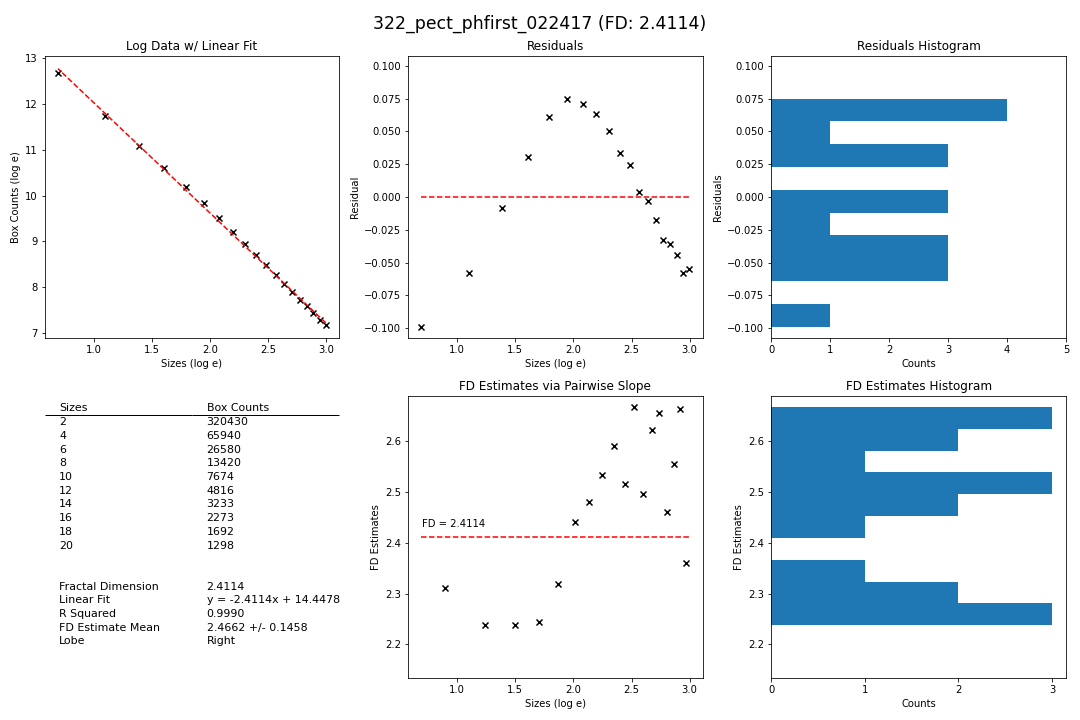 322_pect_phfirst_022417 (FD: 2.4114)
Log Data w/ Linear Fit
Box Counts (log e)
13
12
11
10
9
8
7
1.0 1.5 2.0 2.5 3.0
Sizes (log e)
Residuals
Residual
0.100
0.075
0.050
0.025
0.000
−0.025
−0.050
−0.075
−0.100
1.0 1.5 2.0 2.5 3.0
Sizes (log e)
Residuals Histogram
Residuals
0.100
0.075
0.050
0.025
0.000
−0.025
−0.050
−0.075
−0.100
0 1 2 3 4 5
Counts
Sizes Box Counts
2 320430
4 65940
6 26580
8 13420
10 7674
12 4816
14 3233
16 2273
18 1692
20 1298
Fractal Dimension 2.4114
Linear Fit y = -2.4114x + 14.4478
R Squared 0.9990
FD Estimate Mean 2.4662 +/- 0.1458
Lobe Right
FD Estimates via Pairwise Slope
FD Estimates
2.6
2.5
2.4
2.3
2.2
FD = 2.4114
1.0 1.5 2.0 2.5 3.0
Sizes (log e)
FD Estimates Histogram
FD Estimates
2.6
2.5
2.4
2.3
2.2
0 1 2 3
Counts